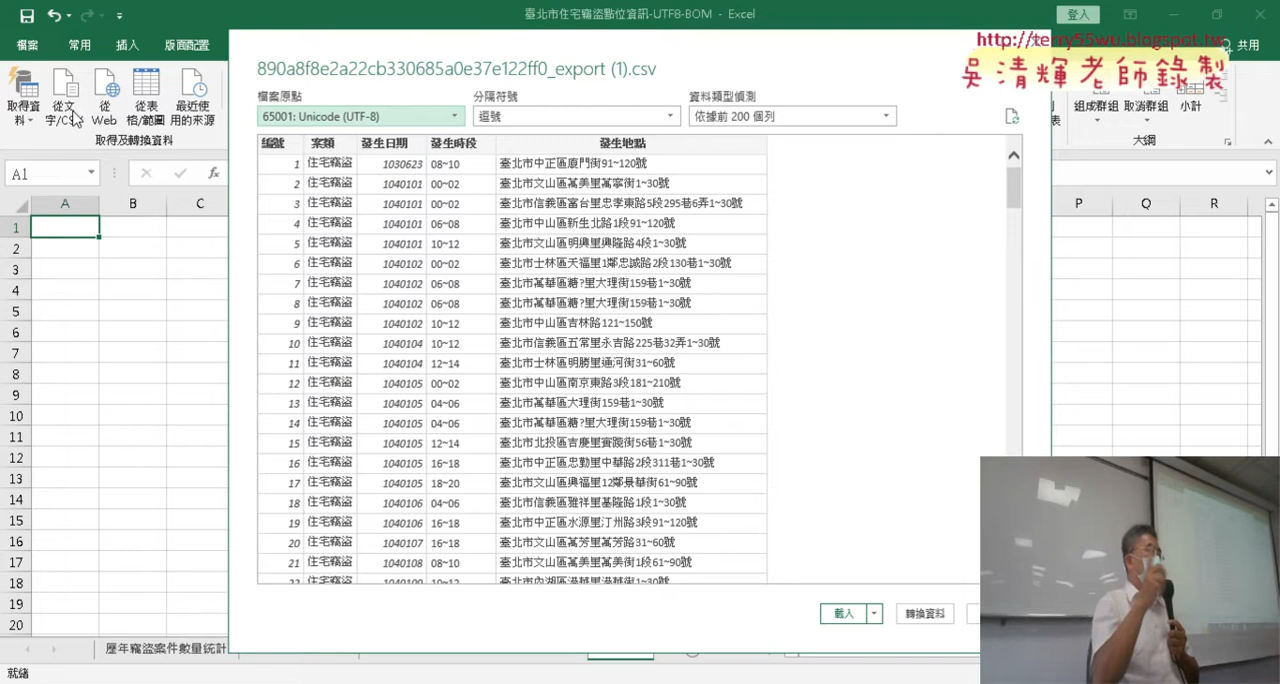 臺北市住宅竊盜點位資訊-UTF8-BOM - Excel
登入
檔案 常用 插入 版面配置
共用
http://terry55wu.blogspot.tw
吳清輝老師錄製
取得資料 從文字/CSV 從 Web 從表格/範圍 最近使用的來源
取得及轉換資料
組成群組 取消群組 小計
大綱
A1
fx
A B C P Q R
1
2
3
4
5
6
7
8
9
10
11
12
13
14
15
16
17
18
19
20
890a8f8e2a22cb330685a0e37e122ff0_export (1).csv
檔案原點 分隔符號 資料類型偵測
65001: Unicode (UTF-8) 逗號 依據前 200 個列
編號 案類 發生日期 發生時段 發生地點
1 住宅竊盜 1030623 08~10 臺北市中正區廈門街91~120號
2 住宅竊盜 1040101 00~02 臺北市文山區萬美里萬寧街1~30號
3 住宅竊盜 1040101 00~02 臺北市信義區富台里忠孝東路5段295巷6弄1~30號
4 住宅竊盜 1040101 06~08 臺北市中山區新生北路1段91~120號
5 住宅竊盜 1040101 10~12 臺北市文山區明興里興隆路4段1~30號
6 住宅竊盜 1040102 00~02 臺北市士林區天福里1鄰忠誠路2段130巷1~30號
7 住宅竊盜 1040102 06~08 臺北市萬華區糖?里大理街159巷1~30號
8 住宅竊盜 1040102 06~08 臺北市萬華區糖?里大理街159巷1~30號
9 住宅竊盜 1040102 10~12 臺北市中山區吉林路121~150號
10 住宅竊盜 1040104 10~12 臺北市信義區五常里永吉路225巷32弄1~30號
11 住宅竊盜 1040104 12~14 臺北市士林區明勝里通河街31~60號
12 住宅竊盜 1040105 00~02 臺北市中山區南京東路3段181~210號
13 住宅竊盜 1040105 04~06 臺北市萬華區大理街159巷1~30號
14 住宅竊盜 1040105 04~06 臺北市萬華區糖?里大理街159巷1~30號
15 住宅竊盜 1040105 12~14 臺北市北投區吉慶里實踐街56巷1~30號
16 住宅竊盜 1040105 16~18 臺北市中正區忠勤里中華路2段311巷1~30號
17 住宅竊盜 1040105 18~20 臺北市文山區興福里12鄰景華街61~90號
18 住宅竊盜 1040106 04~06 臺北市信義區雅祥里基隆路1段1~30號
19 住宅竊盜 1040106 16~18 臺北市中正區水源里汀州路3段91~120號
20 住宅竊盜 1040107 16~18 臺北市文山區萬芳里萬芳路31~60號
21 住宅竊盜 1040108 08~10 臺北市文山區萬美里萬美街1段61~90號
載入 轉換資料
歷年竊盜案件數量統計
就緒